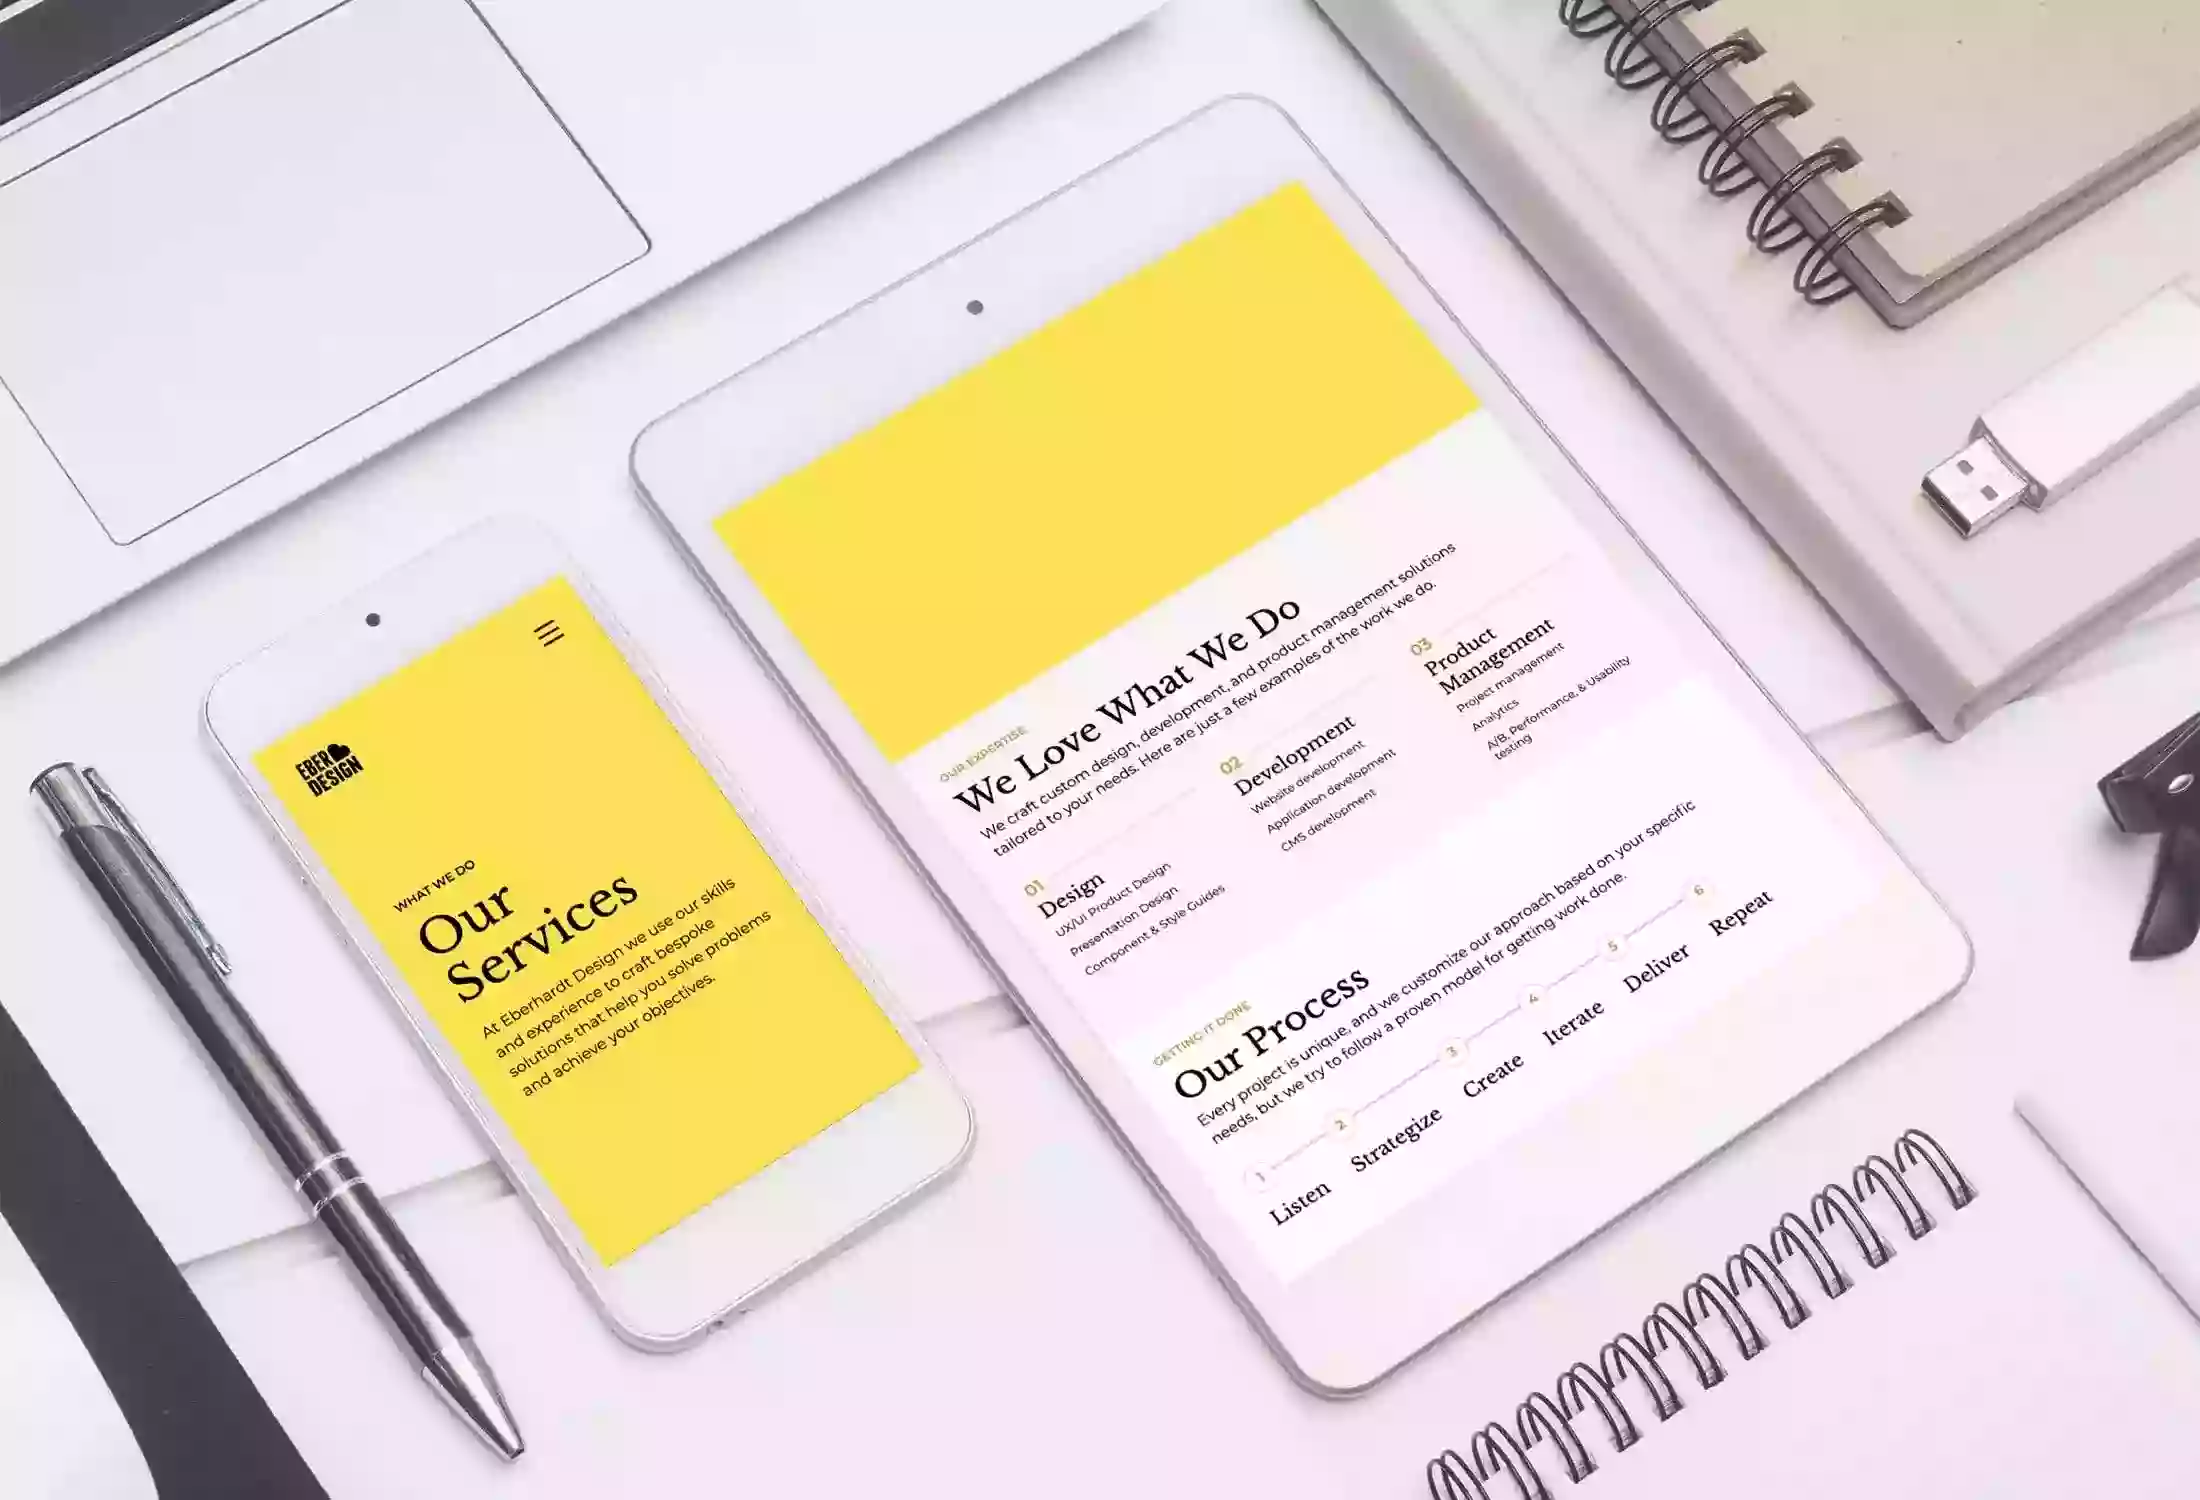 EBER
DESIGN
WHAT WE DO
Our
Services
At Eberhardt Design we use our skills
and experience to craft bespoke
solutions that help you solve problems
and achieve your objectives.
OUR EXPERTISE
We Love What We Do
We craft custom design, development, and product management solutions
tailored to your needs. Here are just a few examples of the work we do.
01
Design
UX/UI Product Design
Presentation Design
Component & Style Guides
02
Development
Website development
Application development
CMS development
03
Product
Management
Project management
Analytics
A/B, Performance, & Usability
testing
GETTING IT DONE
Our Process
Every project is unique, and we customize our approach based on your specific
needs, but we try to follow a proven model for getting work done.
1
Listen
2
Strategize
3
Create
4
Iterate
5
Deliver
6
Repeat